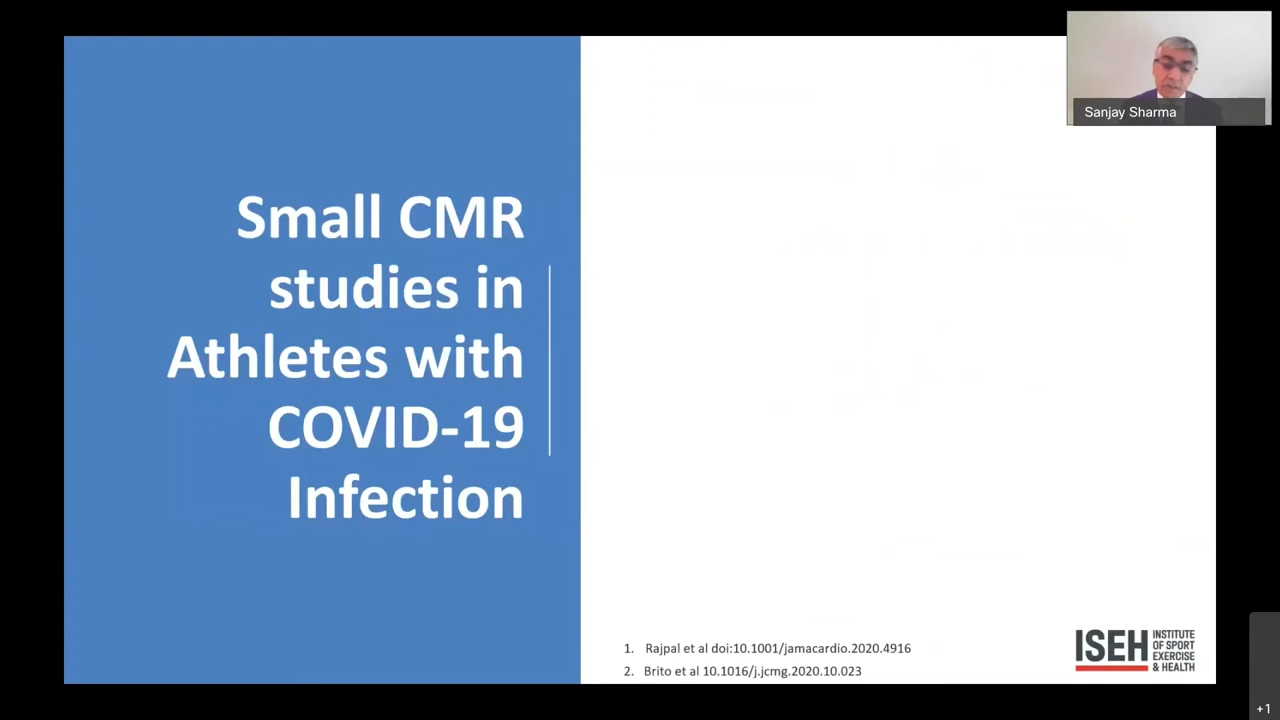 Sanjay Sharma
Small CMR
studies in
Athletes with
COVID-19
Infection
1. Rajpal et al doi:10.1001/jamacardio.2020.4916
2. Brito et al 10.1016/j.jcmg.2020.10.023
ISEH
INSTITUTE
OF SPORT
EXERCISE
& HEALTH
+1